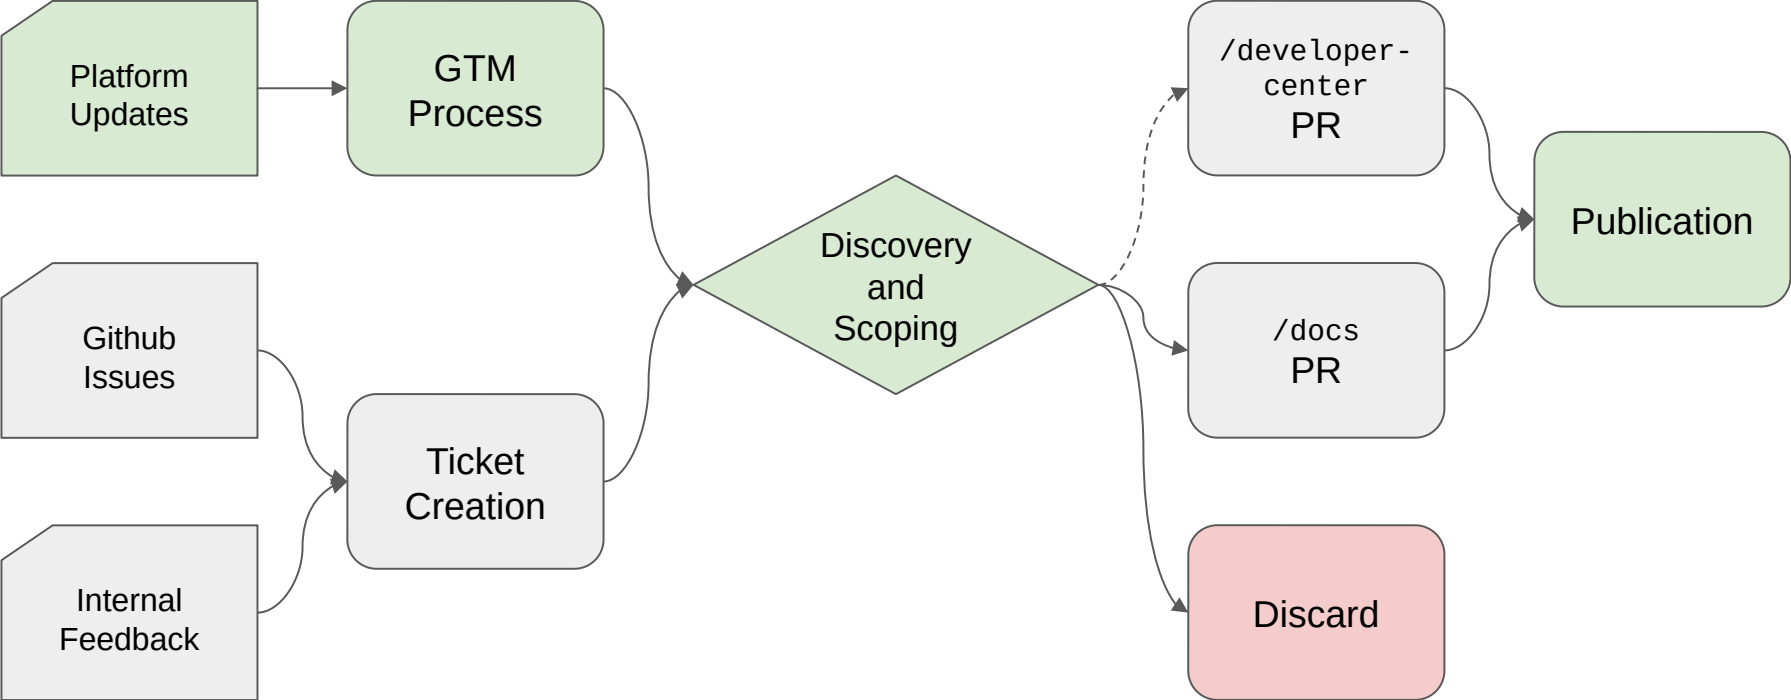 Platform
Updates
GTM
Process
Github
Issues
Internal
Feedback
Ticket
Creation
Discovery
and
Scoping
/developer-
center
PR
/docs
PR
Discard
Publication